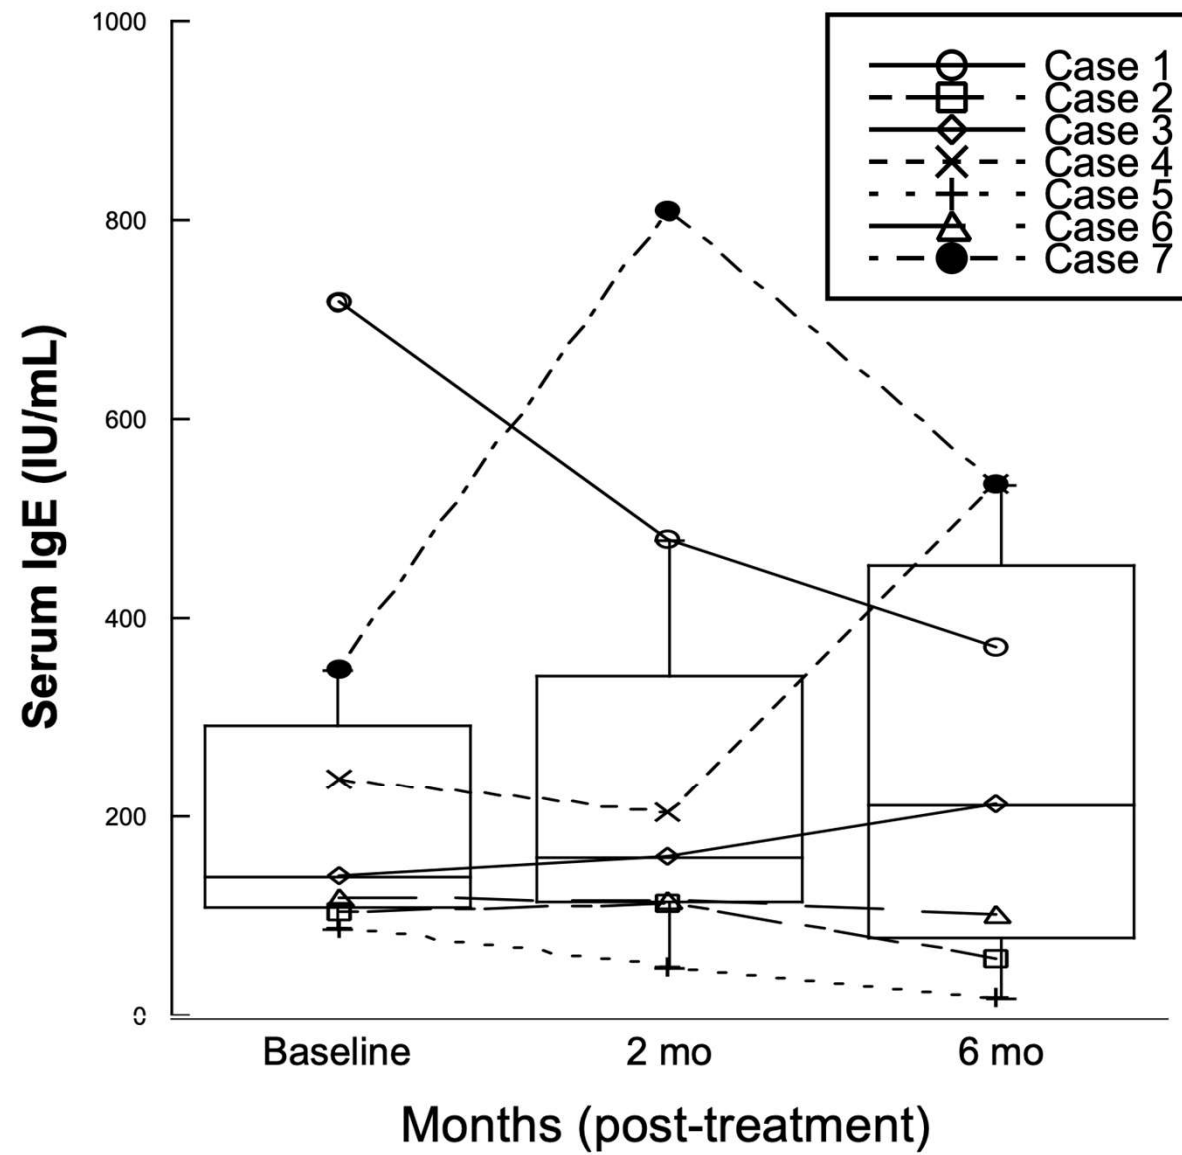 1000
800
600
400
200
0
Serum IgE (IU/mL)
Case 1
Case 2
Case 3
Case 4
Case 5
Case 6
Case 7
Baseline
2 mo
6 mo
Months (post-treatment)